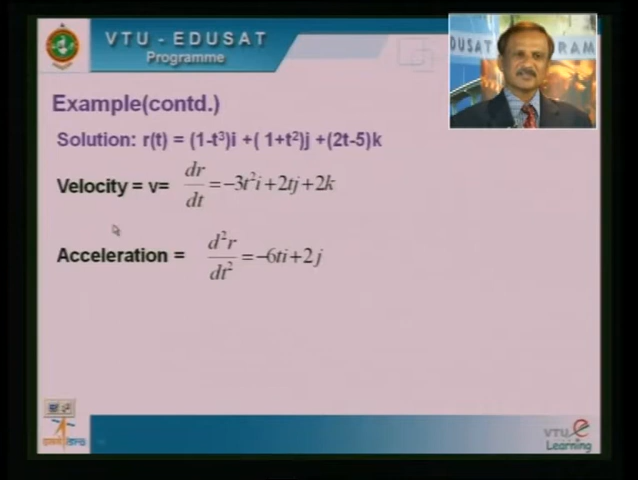 VTU - EDUSAT
Programme
EDUSAT
RAM
Example(contd.)
Solution: r(t) = (1-t³)i +( 1+t²)j +(2t-5)k
Velocity = v= dr/dt =−3t²i+2tj+2k
Acceleration = d²r/dt² =−6ti+2j
VTU e
Learning